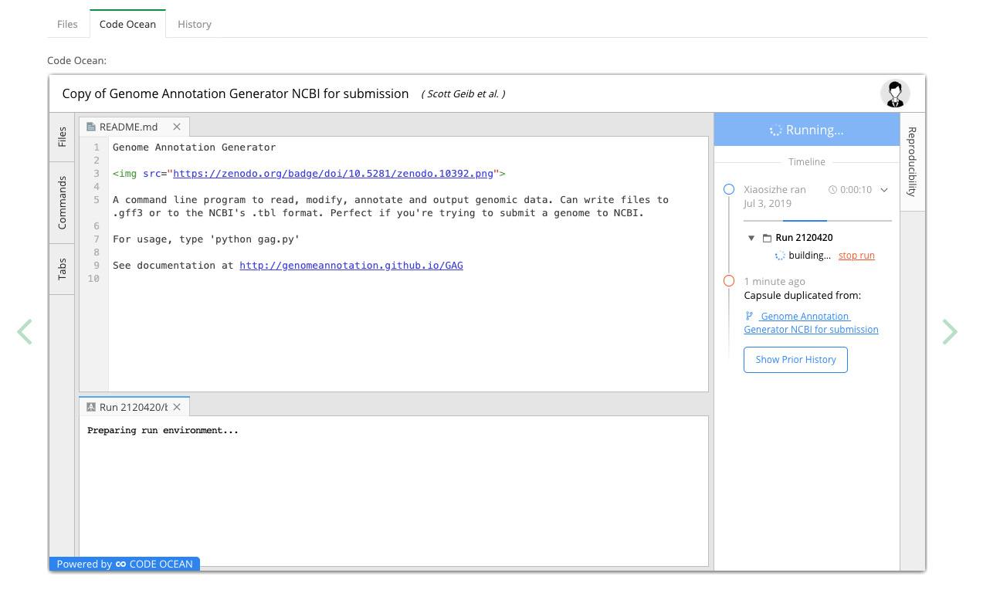 Files
Code Ocean
History
Code Ocean:
Copy of Genome Annotation Generator NCBI for submission ( Scott Geib et al. )
Files
Commands
Tabs
README.md
1 Genome Annotation Generator
2
3 <img src="https://zenodo.org/badge/doi/10.5281/zenodo.10392.png">
4
5 A command line program to read, modify, annotate and output genomic data. Can write files to
.gff3 or to the NCBI's .tbl format. Perfect if you're trying to submit a genome to NCBI.
6
7 For usage, type 'python gag.py'
8
9 See documentation at http://genomeannotation.github.io/GAG
10
Run 2120420/
Preparing run environment...
Powered by CODE OCEAN
Running...
Timeline
Xiaosizhe ran 0:00:10
Jul 3, 2019
Run 2120420
building... stop run
1 minute ago
Capsule duplicated from:
Genome Annotation
Generator NCBI for submission
Show Prior History
Reproducibility